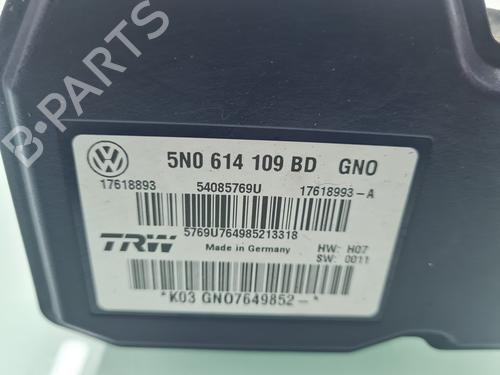 B-PARTS
5N0 614 109 BD GNO
17618893 54085769U 17618993-A
5769U764985213318
TRW Made in Germany HW: H07
SW: 0011
*K03 GNO7649852-*